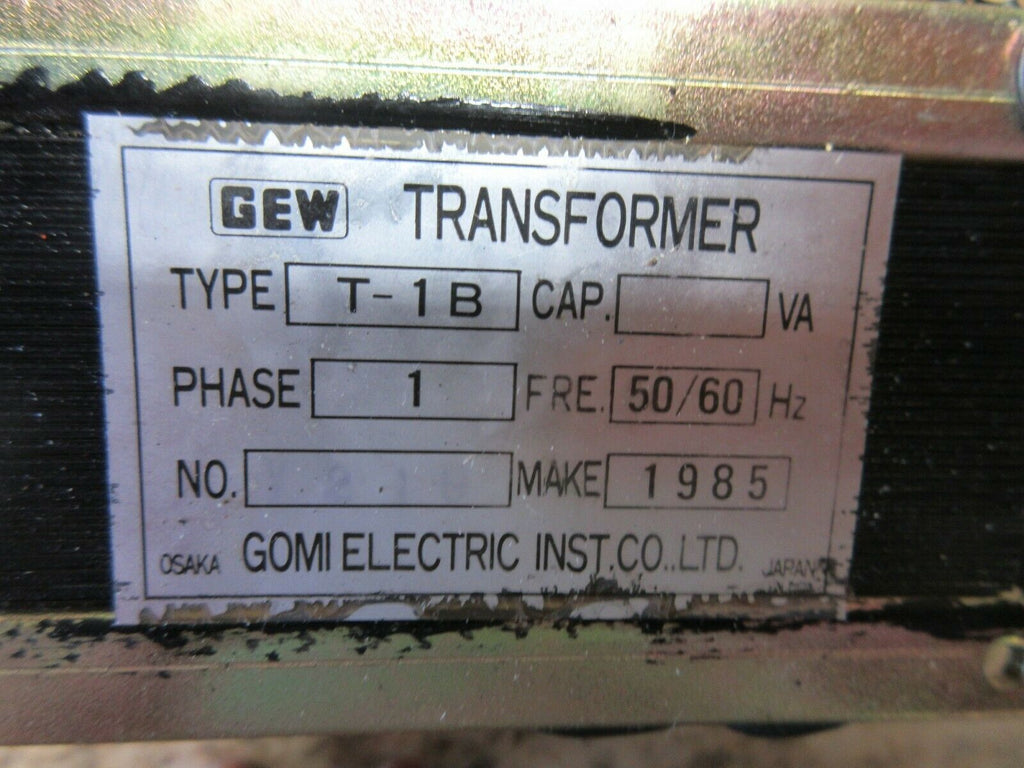 GEW TRANSFORMER
TYPE T-1B CAP. VA
PHASE 1 FRE. 50/60 Hz
NO. MAKE 1985
OSAKA GOMI ELECTRIC INST.CO.,LTD. JAPAN